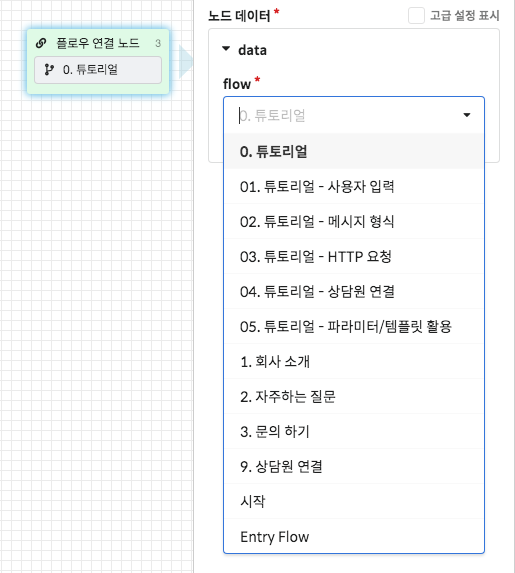 플로우 연결 노드 3
0. 튜토리얼
노드 데이터 * 고급 설정 표시
data
flow *
0. 튜토리얼
0. 튜토리얼
01. 튜토리얼 - 사용자 입력
02. 튜토리얼 - 메시지 형식
03. 튜토리얼 - HTTP 요청
04. 튜토리얼 - 상담원 연결
05. 튜토리얼 - 파라미터/템플릿 활용
1. 회사 소개
2. 자주하는 질문
3. 문의 하기
9. 상담원 연결
시작
Entry Flow